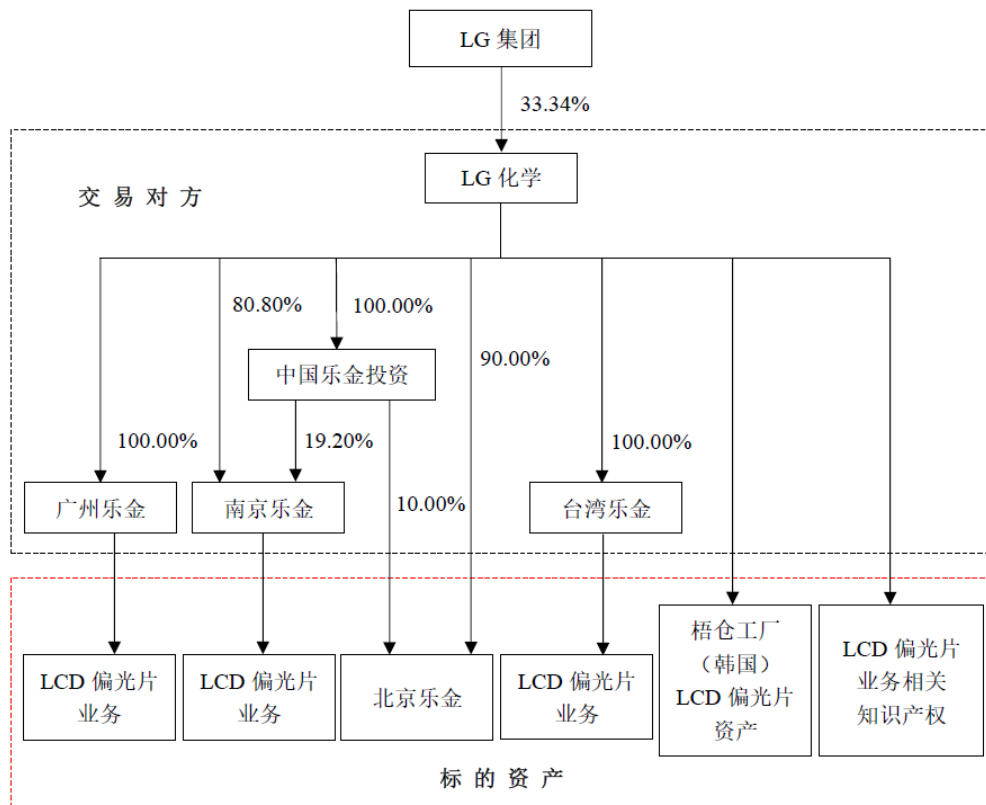 LG 集团
33.34%
交 易 对 方
LG 化学
80.80%
100.00%
90.00%
中国乐金投资
100.00%
19.20%
100.00%
广州乐金
南京乐金
10.00%
台湾乐金
LCD 偏光片
业务
LCD 偏光片
业务
北京乐金
LCD 偏光片
业务
梧仓工厂
（韩国）
LCD 偏光片
资产
LCD 偏光片
业务相关
知识产权
标 的 资 产